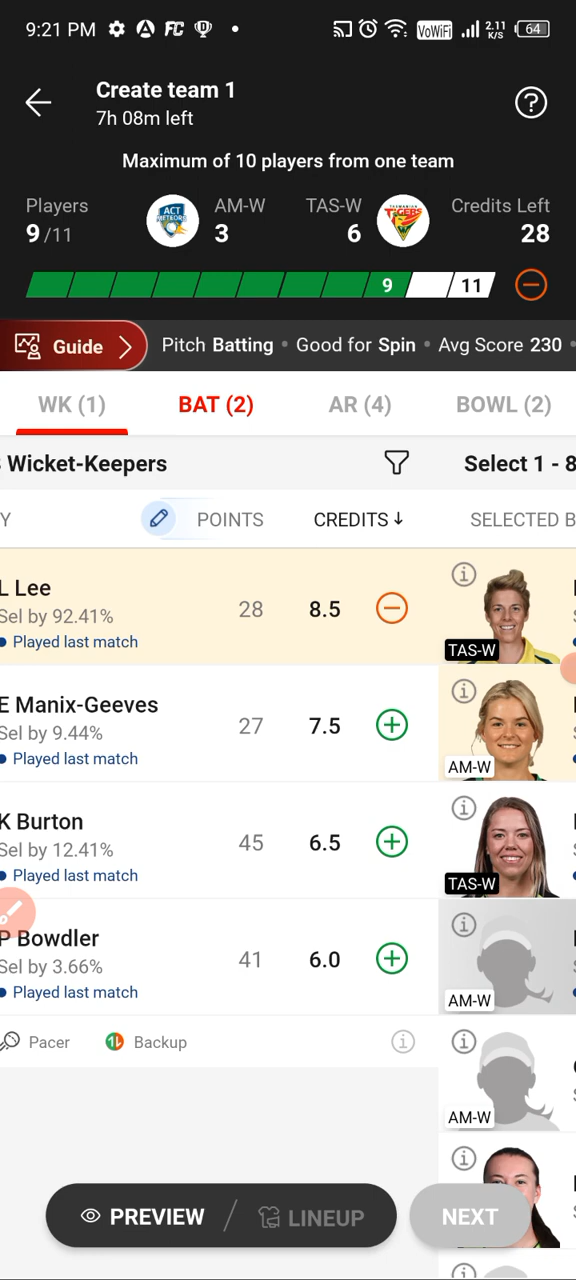 9:21 PM FC VoWiFi 2.11 K/S 64
Create team 1
7h 08m left
Maximum of 10 players from one team
Players AM-W TAS-W Credits Left
9/11 3 6 28
ACT METEORS TASMANIAN TIGERS
9 11
Guide Pitch Batting • Good for Spin • Avg Score 230 •
WK (1) BAT (2) AR (4) BOWL (2)
Wicket-Keepers Select 1 - 8
Y POINTS CREDITS↓ SELECTED B
L Lee
Sel by 92.41%
28 8.5
Played last match
TAS-W
E Manix-Geeves
Sel by 9.44%
27 7.5
Played last match
AM-W
K Burton
Sel by 12.41%
45 6.5
Played last match
TAS-W
P Bowdler
Sel by 3.66%
41 6.0
Played last match
AM-W
Pacer Backup
AM-W
PREVIEW / LINEUP NEXT